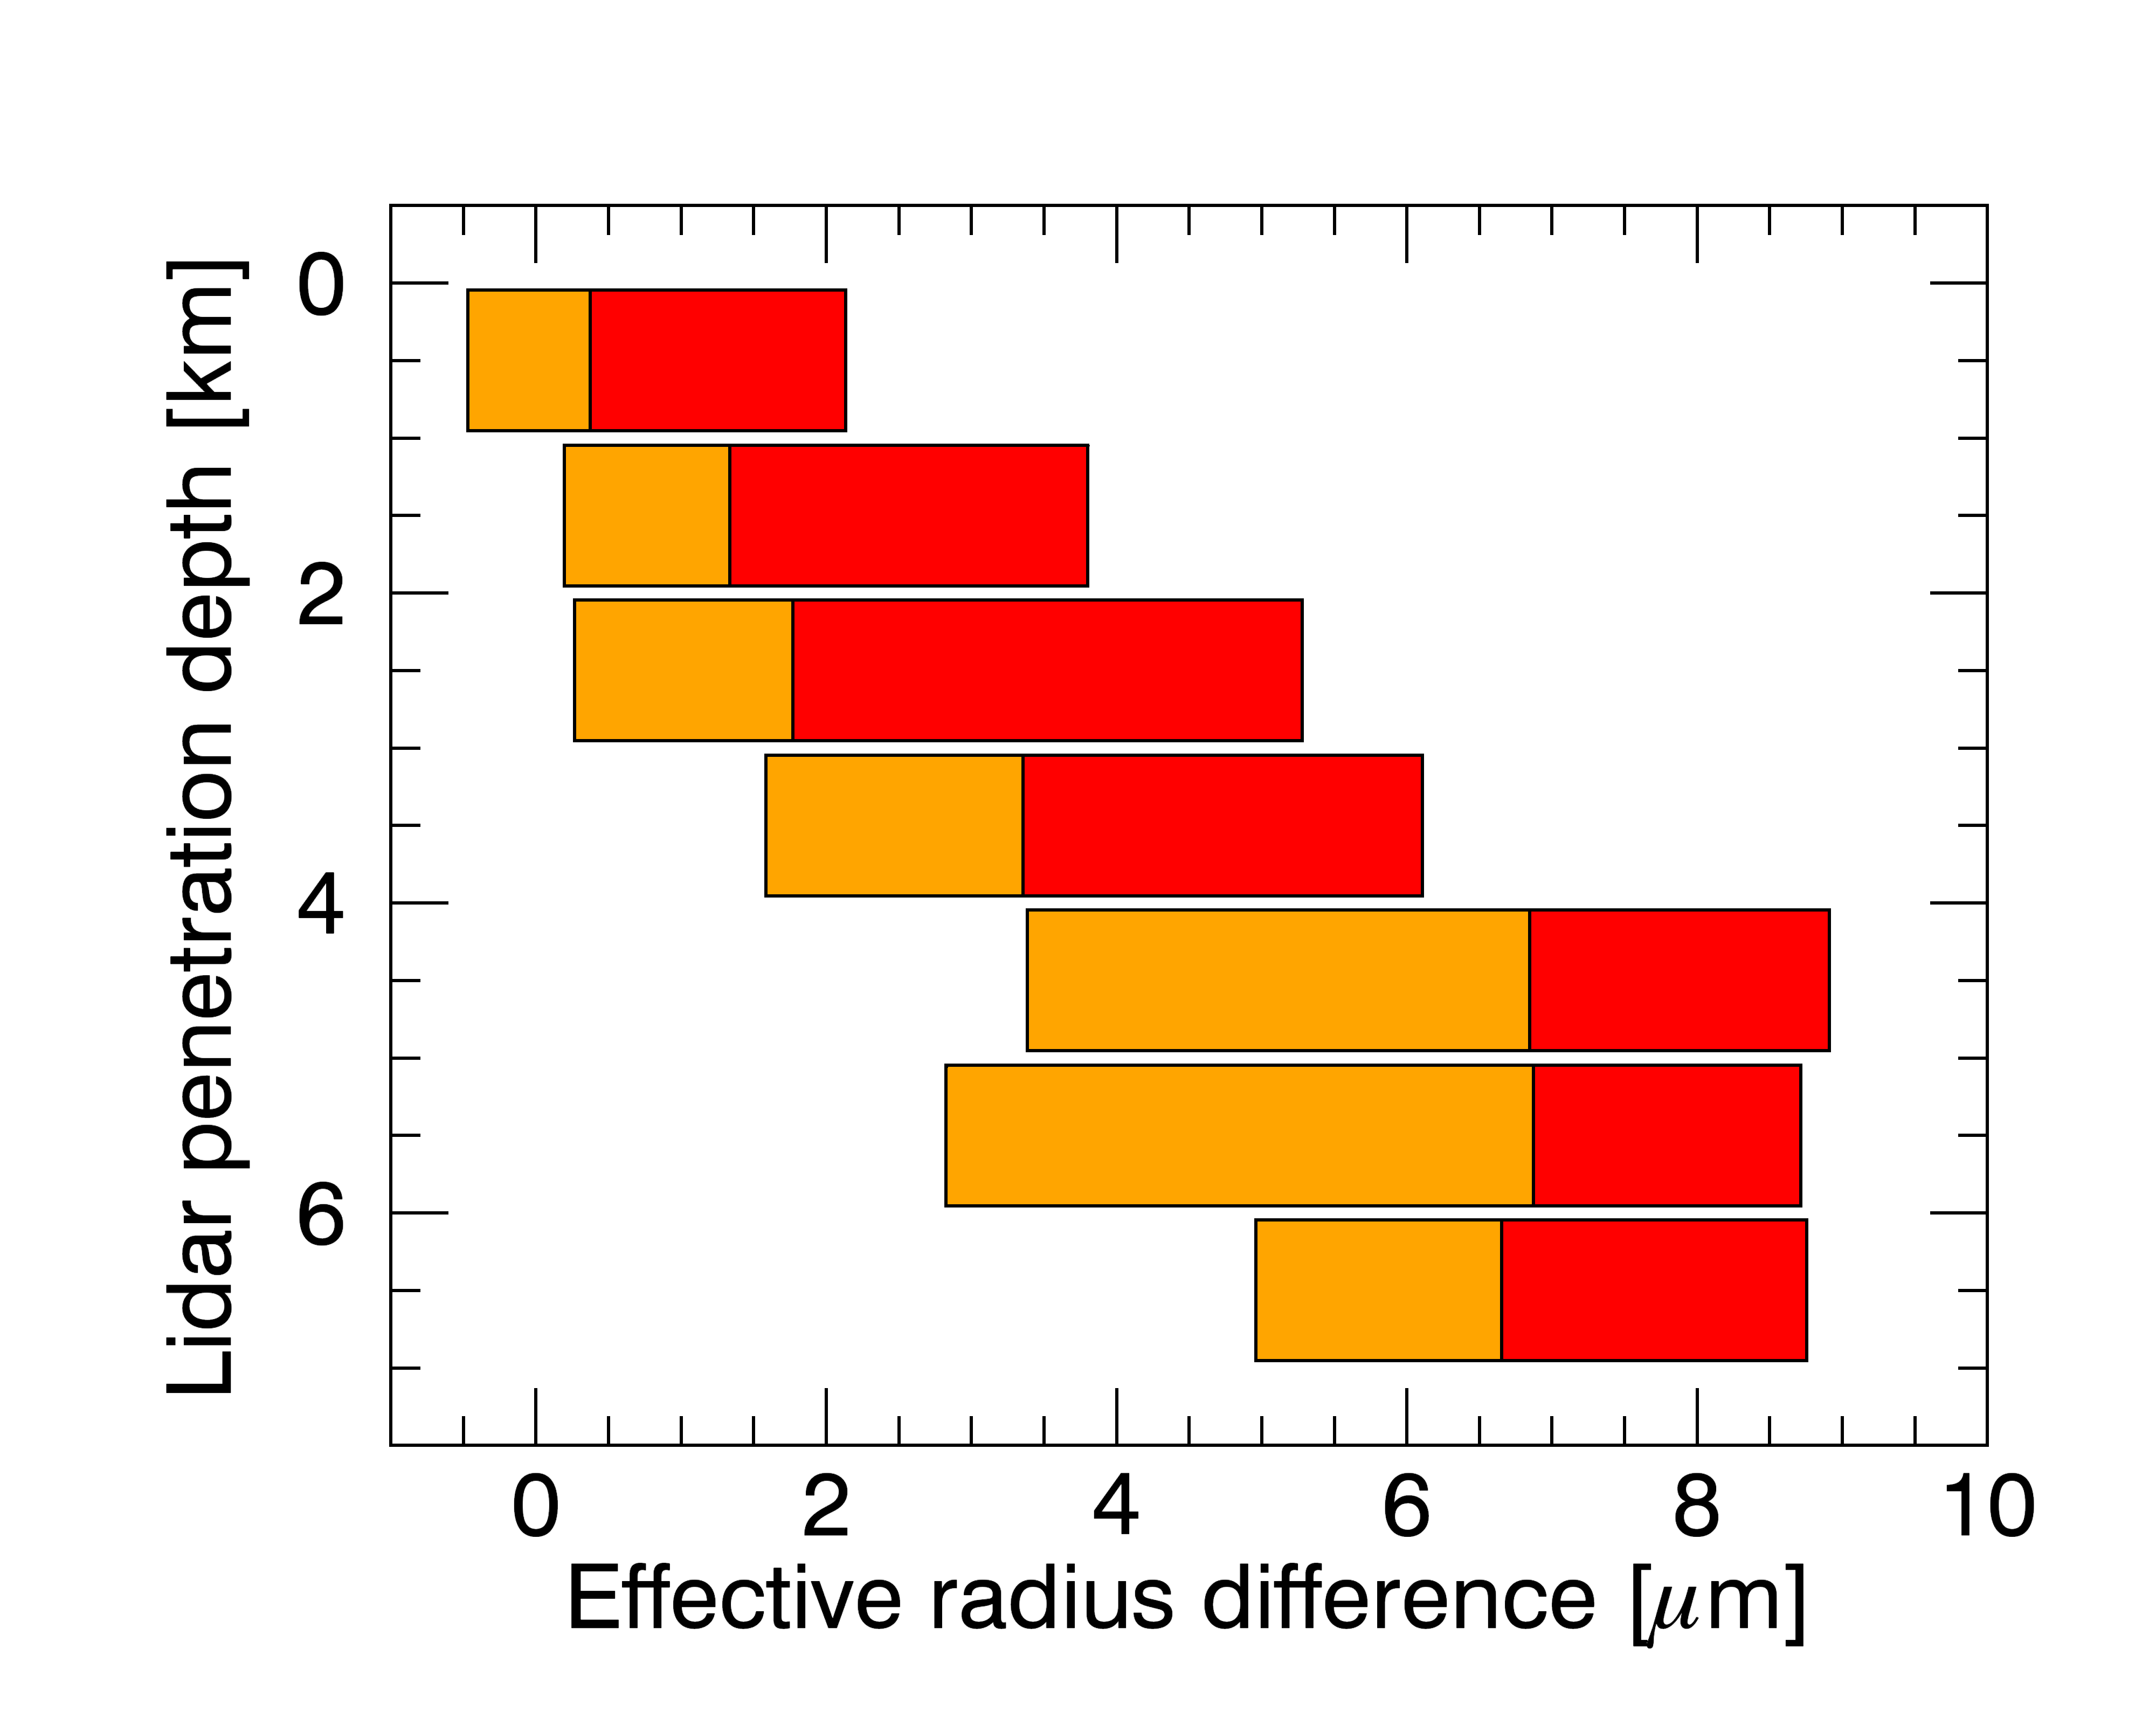 Lidar penetration depth [km]
0
2
4
6
0 2 4 6 8 10
Effective radius difference [μm]